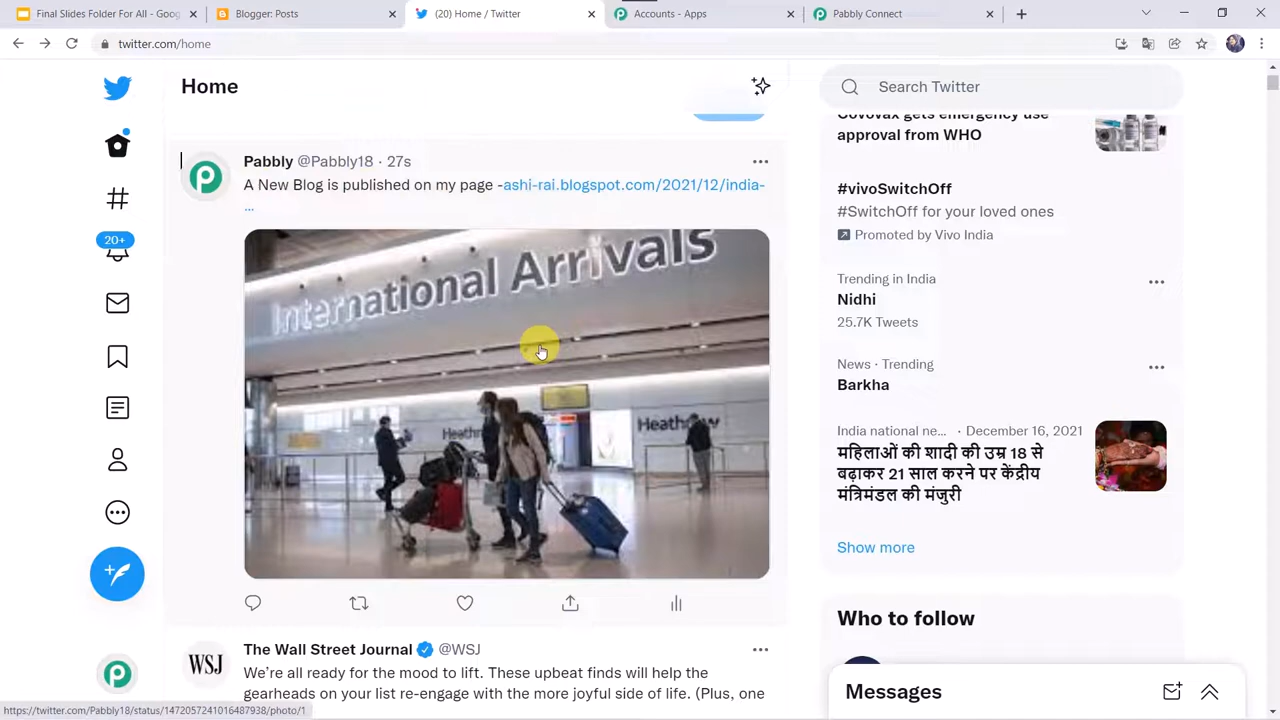 Final Slides Folder For All - Goog
Blogger: Posts
(20) Home / Twitter
Accounts - Apps
Pabbly Connect
twitter.com/home
Home
Search Twitter
Covovax gets emergency use
approval from WHO
Pabbly @Pabbly18 · 27s
A New Blog is published on my page -ashi-rai.blogspot.com/2021/12/india-
...
International Arrivals
Heathrow
Heathrow
20+
#vivoSwitchOff
#SwitchOff for your loved ones
Promoted by Vivo India
Trending in India
Nidhi
25.7K Tweets
News · Trending
Barkha
India national ne... · December 16, 2021
महिलाओं की शादी की उम्र 18 से
बढ़ाकर 21 साल करने पर केंद्रीय
मंत्रिमंडल की मंजूरी
Show more
Who to follow
The Wall Street Journal @WSJ
WSJ
We're all ready for the mood to lift. These upbeat finds will help the
gearheads on your list re-engage with the more joyful side of life. (Plus, one
Messages
https://twitter.com/Pabbly18/status/1472057241016487938/photo/1